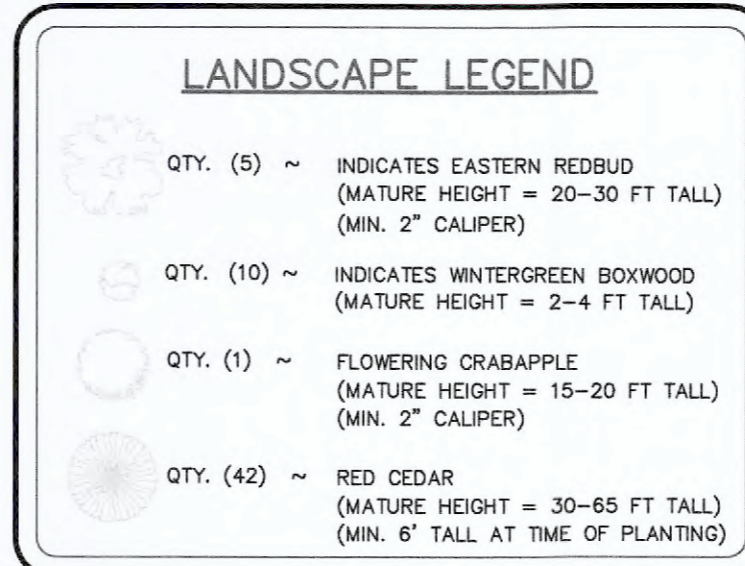 LANDSCAPE LEGEND
QTY. (5) ~ INDICATES EASTERN REDBUD
(MATURE HEIGHT = 20-30 FT TALL)
(MIN. 2" CALIPER)
QTY. (10) ~ INDICATES WINTERGREEN BOXWOOD
(MATURE HEIGHT = 2-4 FT TALL)
QTY. (1) ~ FLOWERING CRABAPPLE
(MATURE HEIGHT = 15-20 FT TALL)
(MIN. 2" CALIPER)
QTY. (42) ~ RED CEDAR
(MATURE HEIGHT = 30-65 FT TALL)
(MIN. 6' TALL AT TIME OF PLANTING)